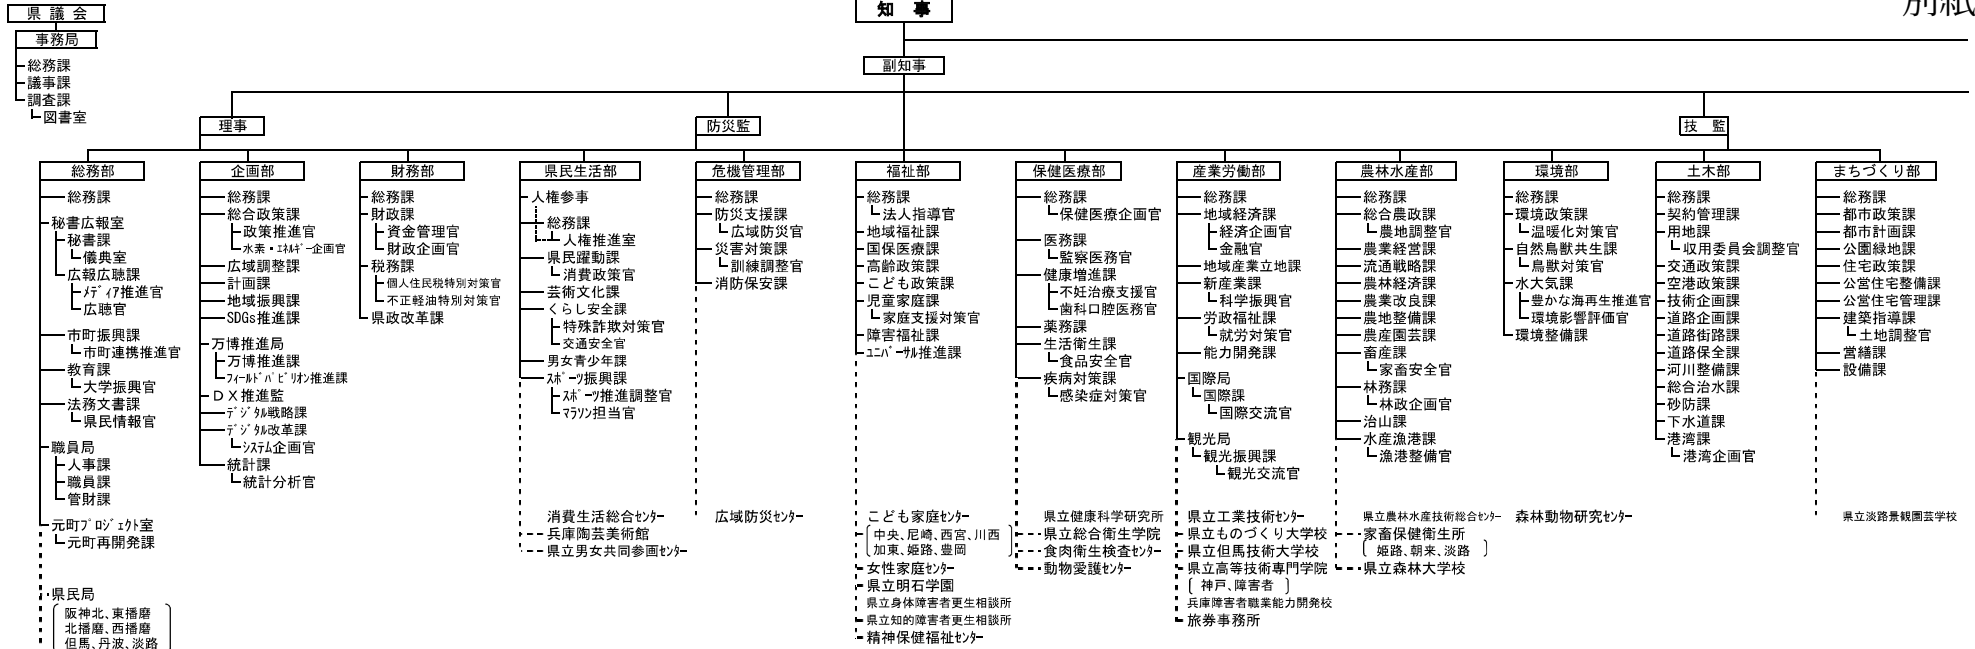 県議会
事務局
総務課
議事課
調査課
図書室
知 事
別紙
副知事
理事
防災監
技 監
総務部
総務課
秘書広報室
秘書課
儀典室
広報広聴課
ﾒﾃﾞｨｱ推進官
広聴官
市町振興課
市町連携推進官
教育課
大学振興官
法務文書課
県民情報官
職員局
人事課
職員課
管財課
元町ﾌﾟﾛｼﾞｪｸﾄ室
元町再開発課
県民局
阪神北、東播磨
北播磨、西播磨
但馬、丹波、淡路
企画部
総務課
総合政策課
政策推進官
水素・ｴﾈﾙｷﾞｰ企画官
広域調整課
計画課
地域振興課
SDGs推進課
万博推進局
万博推進課
ﾌｨｰﾙﾄﾞﾊﾟﾋﾞﾘｵﾝ推進課
ＤＸ推進監
ﾃﾞｼﾞﾀﾙ戦略課
ﾃﾞｼﾞﾀﾙ改革課
ｼｽﾃﾑ企画官
統計課
統計分析官
財務部
総務課
財政課
資金管理官
財政企画官
税務課
個人住民税特別対策官
不正軽油特別対策官
県政改革課
県民生活部
人権参事
総務課
人権推進室
県民躍動課
消費政策官
芸術文化課
くらし安全課
特殊詐欺対策官
交通安全官
男女青少年課
ｽﾎﾟｰﾂ振興課
ｽﾎﾟｰﾂ推進調整官
ﾏﾗｿﾝ担当官
消費生活総合ｾﾝﾀｰ
兵庫陶芸美術館
県立男女共同参画ｾﾝﾀｰ
危機管理部
総務課
防災支援課
広域防災官
災害対策課
訓練調整官
消防保安課
広域防災ｾﾝﾀｰ
福祉部
総務課
法人指導官
地域福祉課
国保医療課
高齢政策課
こども政策課
児童家庭課
家庭支援対策官
障害福祉課
ﾕﾆﾊﾞｰｻﾙ推進課
こども家庭ｾﾝﾀｰ
中央、尼崎、西宮、川西
加東、姫路、豊岡
女性家庭ｾﾝﾀｰ
県立明石学園
県立身体障害者更生相談所
県立知的障害者更生相談所
精神保健福祉ｾﾝﾀｰ
保健医療部
総務課
保健医療企画官
医務課
監察医務官
健康増進課
不妊治療支援官
歯科口腔医務官
薬務課
生活衛生課
食品安全官
疾病対策課
感染症対策官
県立健康科学研究所
県立総合衛生学院
食肉衛生検査ｾﾝﾀｰ
動物愛護ｾﾝﾀｰ
産業労働部
総務課
地域経済課
経済企画官
金融官
地域産業立地課
新産業課
科学振興官
労政福祉課
就労対策官
能力開発課
国際局
国際課
国際交流官
観光局
観光振興課
観光交流官
県立工業技術ｾﾝﾀｰ
県立ものづくり大学校
県立但馬技術大学校
県立高等技術専門学院
神戸、障害者
兵庫障害者職業能力開発校
旅券事務所
農林水産部
総務課
総合農政課
農地調整官
農業経営課
流通戦略課
農林経済課
農業改良課
農地整備課
農産園芸課
畜産課
家畜安全官
林務課
林政企画官
治山課
水産漁港課
漁港整備官
県立農林水産技術総合ｾﾝﾀｰ
家畜保健衛生所
姫路、朝来、淡路
県立森林大学校
環境部
総務課
環境政策課
温暖化対策官
自然鳥獣共生課
鳥獣対策官
水大気課
豊かな海再生推進官
環境影響評価官
環境整備課
森林動物研究ｾﾝﾀｰ
土木部
総務課
契約管理課
用地課
収用委員会調整官
交通政策課
空港政策課
技術企画課
道路企画課
道路街路課
道路保全課
河川整備課
総合治水課
砂防課
下水道課
港湾課
港湾企画官
まちづくり部
総務課
都市政策課
都市計画課
公園緑地課
住宅政策課
公営住宅整備課
公営住宅管理課
建築指導課
土地調整官
営繕課
設備課
県立淡路景観園芸学校